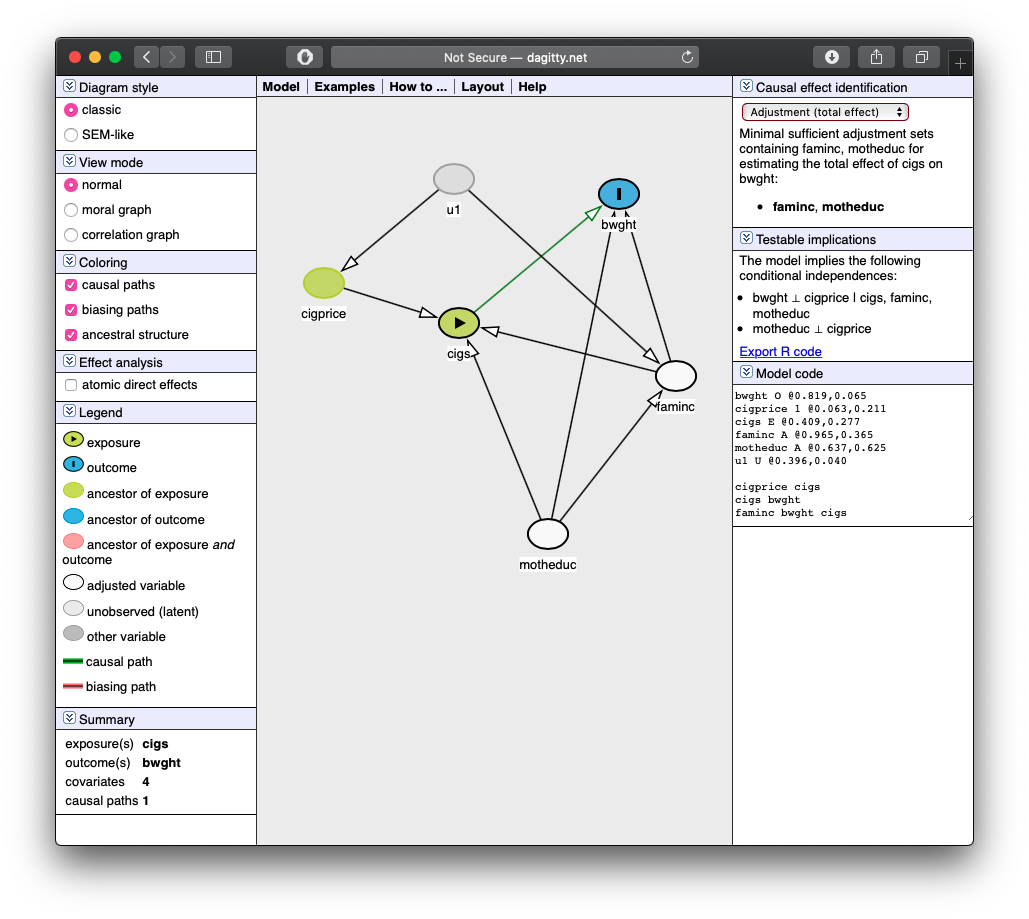 Not Secure — dagitty.net
Diagram style
classic
SEM-like
View mode
normal
moral graph
correlation graph
Coloring
causal paths
biasing paths
ancestral structure
Effect analysis
atomic direct effects
Legend
exposure
outcome
ancestor of exposure
ancestor of outcome
ancestor of exposure and
outcome
adjusted variable
unobserved (latent)
other variable
causal path
biasing path
Summary
exposure(s) cigs
outcome(s) bwght
covariates 4
causal paths 1
Model | Examples | How to ... | Layout | Help
u1
bwght
cigprice
cigs
faminc
motheduc
Causal effect identification
Adjustment (total effect)
Minimal sufficient adjustment sets
containing faminc, motheduc for
estimating the total effect of cigs on
bwght:
• faminc, motheduc
Testable implications
The model implies the following
conditional independences:
• bwght ⊥ cigprice | cigs, faminc,
motheduc
• motheduc ⊥ cigprice
Export R code
Model code
bwght O @0.819,0.065
cigprice 1 @0.063,0.211
cigs E @0.409,0.277
faminc A @0.965,0.365
motheduc A @0.637,0.625
u1 U @0.396,0.040
cigprice cigs
cigs bwght
faminc bwght cigs